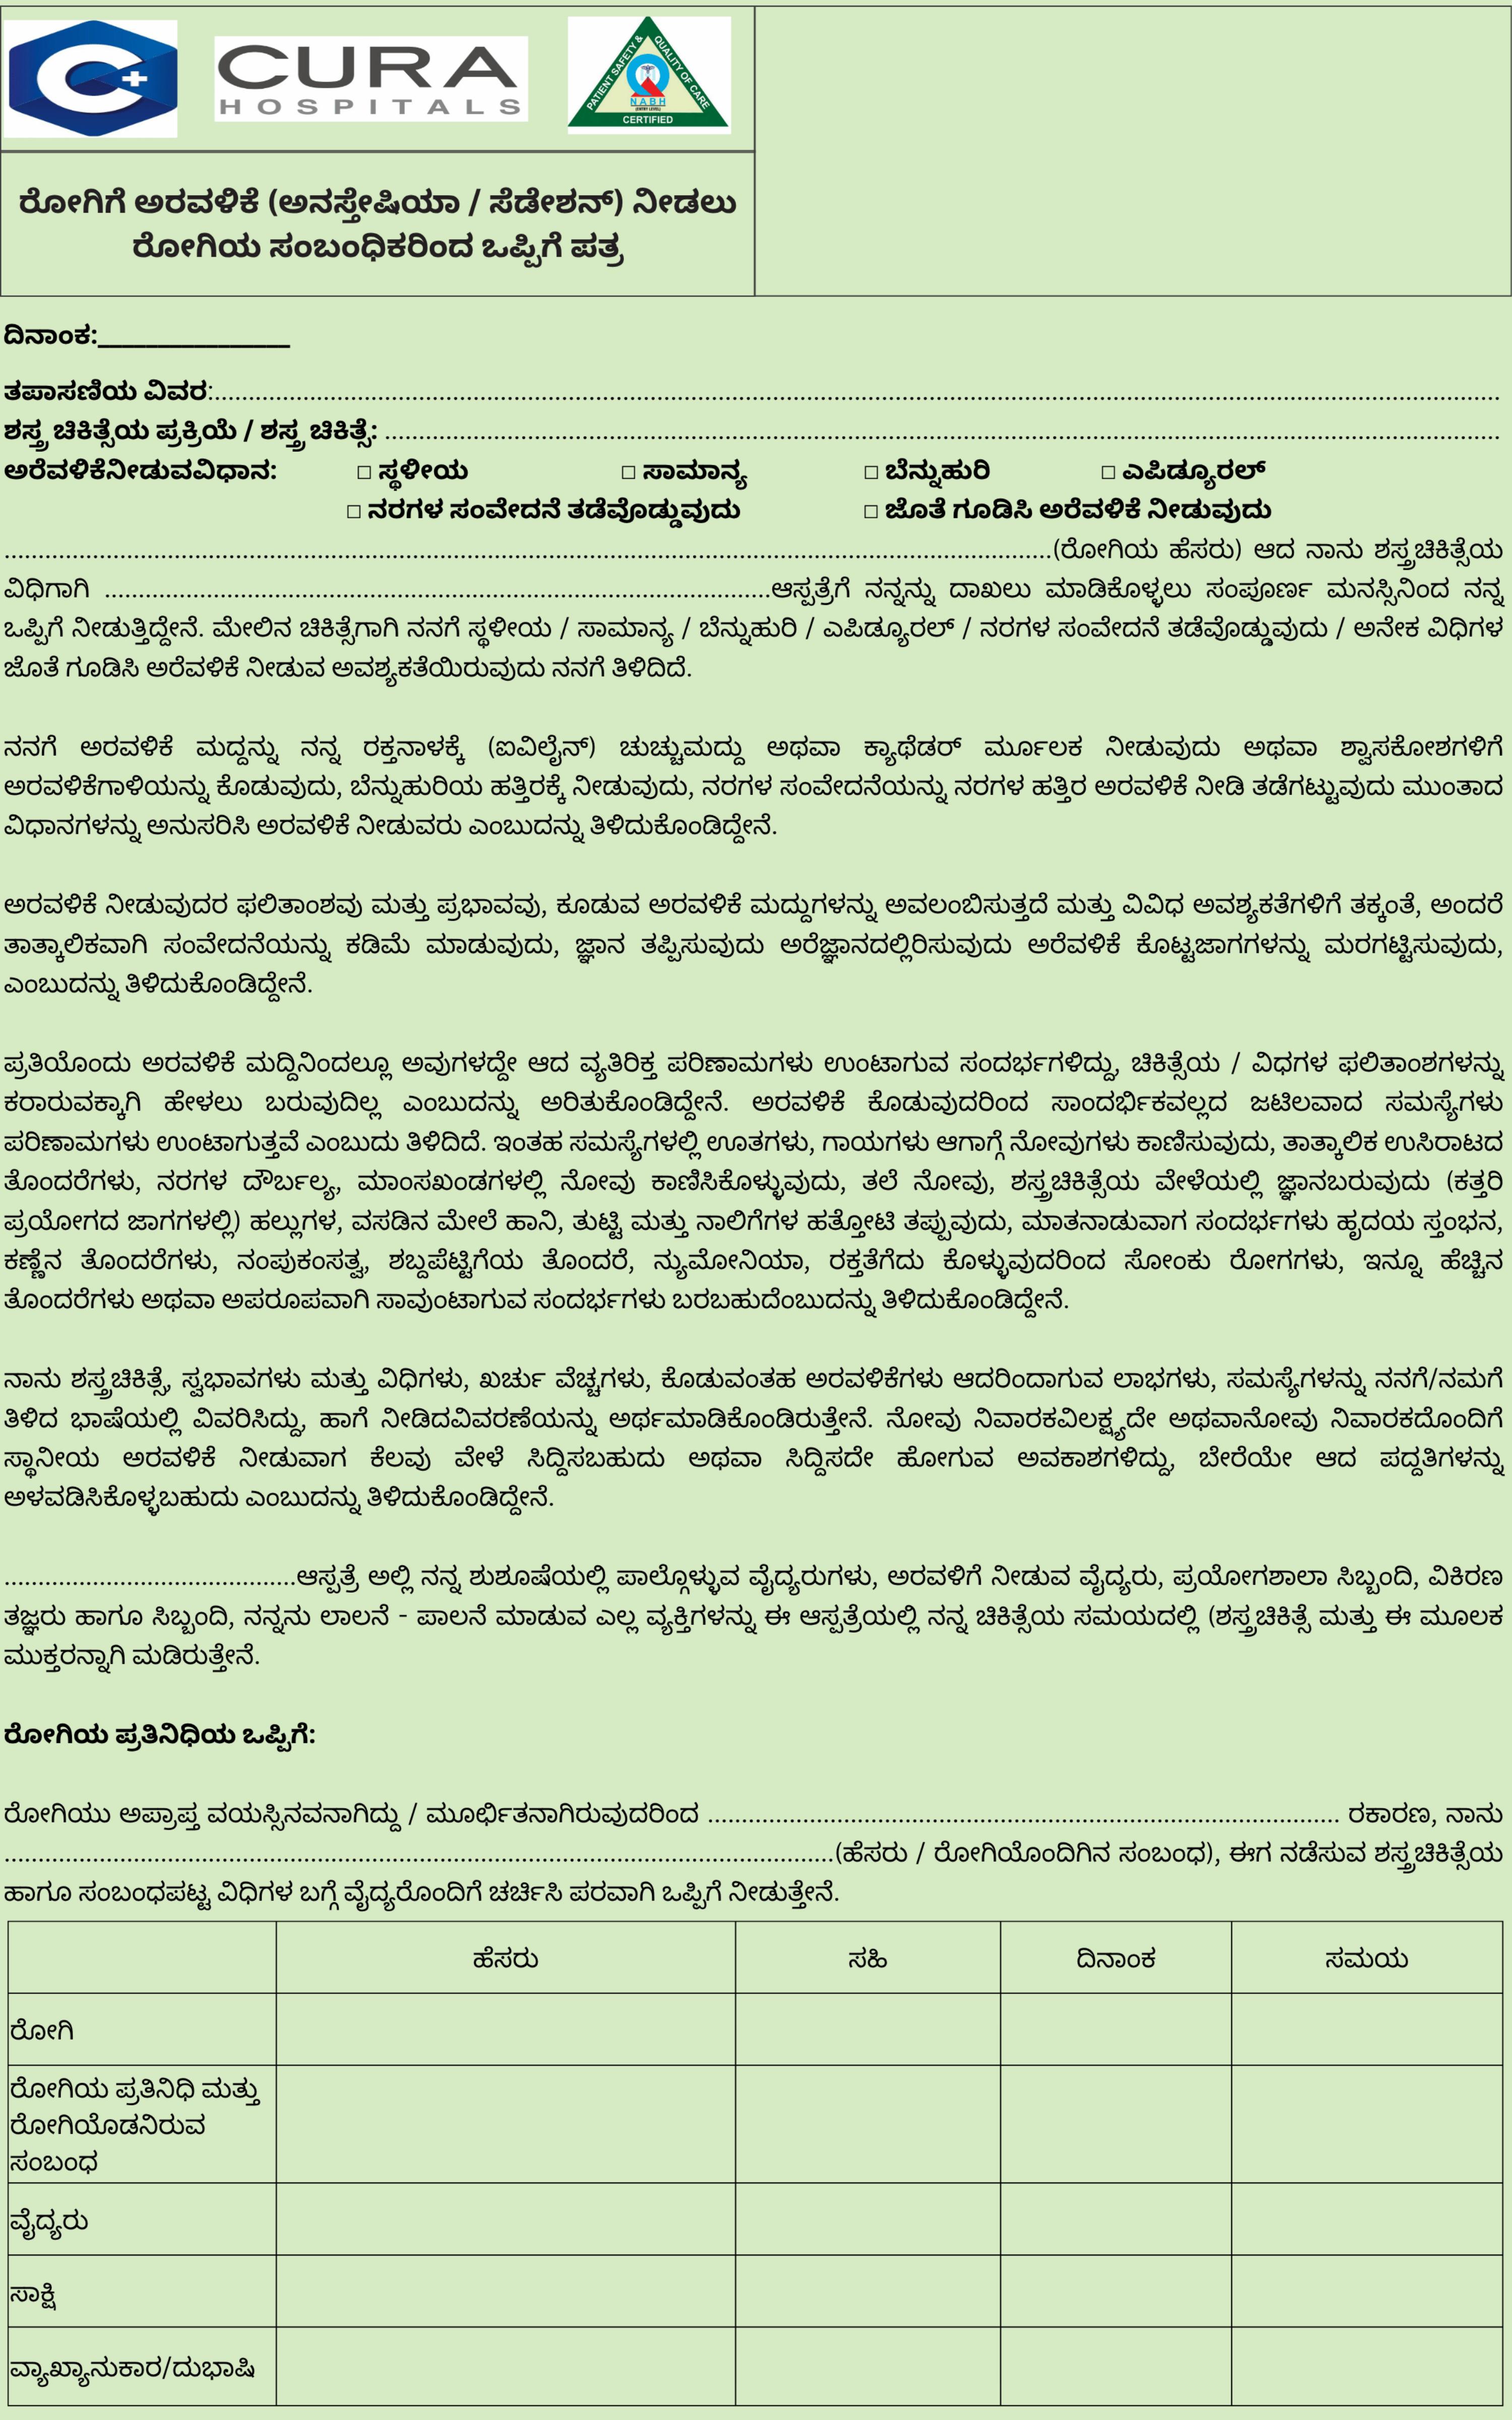 CURA
HOSPITALS
PATIENT SAFETY & QUALITY OF CARE
NABH
(ENTRY LEVEL)
CERTIFIED
ರೋಗಿಗೆ ಅರವಳಿಕೆ (ಅನಸ್ತೇಷಿಯಾ / ಸೆಡೇಶನ್) ನೀಡಲು
ರೋಗಿಯ ಸಂಬಂಧಿಕರಿಂದ ಒಪ್ಪಿಗೆ ಪತ್ರ
ದಿನಾಂಕ:________________
ತಪಾಸಣಿಯ ವಿವರ:....................................................................................
ಶಸ್ತ್ರ ಚಿಕಿತ್ಸೆಯ ಪ್ರಕ್ರಿಯೆ / ಶಸ್ತ್ರ ಚಿಕಿತ್ಸೆ: ....................................................................................
ಅರೆವಳಿಕೆನೀಡುವವಿಧಾನ: □ ಸ್ಥಳೀಯ □ ಸಾಮಾನ್ಯ □ ಬೆನ್ನುಹುರಿ □ ಎಪಿಡ್ಯೂರಲ್
□ ನರಗಳ ಸಂವೇದನೆ ತಡೆವೊಡ್ಡುವುದು □ ಜೊತೆ ಗೂಡಿಸಿ ಅರೆವಳಿಕೆ ನೀಡುವುದು
....................................................................................(ರೋಗಿಯ ಹೆಸರು) ಆದ ನಾನು ಶಸ್ತ್ರಚಿಕಿತ್ಸೆಯ
ವಿಧಿಗಾಗಿ ............................................................ಆಸ್ಪತ್ರೆಗೆ ನನ್ನನ್ನು ದಾಖಲು ಮಾಡಿಕೊಳ್ಳಲು ಸಂಪೂರ್ಣ ಮನಸ್ಸಿನಿಂದ ನನ್ನ
ಒಪ್ಪಿಗೆ ನೀಡುತ್ತಿದ್ದೇನೆ. ಮೇಲಿನ ಚಿಕಿತ್ಸೆಗಾಗಿ ನನಗೆ ಸ್ಥಳೀಯ / ಸಾಮಾನ್ಯ / ಬೆನ್ನುಹುರಿ / ಎಪಿಡ್ಯೂರಲ್ / ನರಗಳ ಸಂವೇದನೆ ತಡೆವೊಡ್ಡುವುದು / ಅನೇಕ ವಿಧಿಗಳ
ಜೊತೆ ಗೂಡಿಸಿ ಅರೆವಳಿಕೆ ನೀಡುವ ಅವಶ್ಯಕತೆಯಿರುವುದು ನನಗೆ ತಿಳಿದಿದೆ.
ನನಗೆ ಅರವಳಿಕೆ ಮದ್ದನ್ನು ನನ್ನ ರಕ್ತನಾಳಕ್ಕೆ (ಐವಿಲೈನ್) ಚುಚ್ಚುಮದ್ದು ಅಥವಾ ಕ್ಯಾಥೆಡರ್ ರ್ಮೂಲಕ ನೀಡುವುದು ಅಥವಾ ಶ್ವಾಸಕೋಶಗಳಿಗೆ
ಅರವಳಿಕೆಗಾಳಿಯನ್ನು ಕೊಡುವುದು, ಬೆನ್ನುಹುರಿಯ ಹತ್ತಿರಕ್ಕೆ ನೀಡುವುದು, ನರಗಳ ಸಂವೇದನೆಯನ್ನು ನರಗಳ ಹತ್ತಿರ ಅರವಳಿಕೆ ನೀಡಿ ತಡೆಗಟ್ಟುವುದು ಮುಂತಾದ
ವಿಧಾನಗಳನ್ನು ಅನುಸರಿಸಿ ಅರವಳಿಕೆ ನೀಡುವರು ಎಂಬುದನ್ನು ತಿಳಿದುಕೊಂಡಿದ್ದೇನೆ.
ಅರವಳಿಕೆ ನೀಡುವುದರ ಫಲಿತಾಂಶವು ಮತ್ತು ಪ್ರಭಾವವು, ಕೂಡುವ ಅರವಳಿಕೆ ಮದ್ದುಗಳನ್ನು ಅವಲಂಬಿಸುತ್ತದೆ ಮತ್ತು ವಿವಿಧ ಅವಶ್ಯಕತೆಗಳಿಗೆ ತಕ್ಕಂತೆ, ಅಂದರೆ
ತಾತ್ಕಾಲಿಕವಾಗಿ ಸಂವೇದನೆಯನ್ನು ಕಡಿಮೆ ಮಾಡುವುದು, ಜ್ಞಾನ ತಪ್ಪಿಸುವುದು ಅರೆಜ್ಞಾನದಲ್ಲಿರಿಸುವುದು ಅರೆವಳಿಕೆ ಕೊಟ್ಟಜಾಗಗಳನ್ನು ಮರಗಟ್ಟಿಸುವುದು,
ಎಂಬುದನ್ನು ತಿಳಿದುಕೊಂಡಿದ್ದೇನೆ.
ಪ್ರತಿಯೊಂದು ಅರವಳಿಕೆ ಮದ್ದಿನಿಂದಲ್ಲೂ ಅವುಗಳದ್ದೇ ಆದ ವ್ಯತಿರಿಕ್ತ ಪರಿಣಾಮಗಳು ಉಂಟಾಗುವ ಸಂದರ್ಭಗಳಿದ್ದು, ಚಿಕಿತ್ಸೆಯ / ವಿಧಗಳ ಫಲಿತಾಂಶಗಳನ್ನು
ಕರಾರುವಕ್ಕಾಗಿ ಹೇಳಲು ಬರುವುದಿಲ್ಲ ಎಂಬುದನ್ನು ಅರಿತುಕೊಂಡಿದ್ದೇನೆ. ಅರವಳಿಕೆ ಕೊಡುವುದರಿಂದ ಸಾಂದರ್ಭಿಕವಲ್ಲದ ಜಟಿಲವಾದ ಸಮಸ್ಯೆಗಳು
ಪರಿಣಾಮಗಳು ಉಂಟಾಗುತ್ತವೆ ಎಂಬುದು ತಿಳಿದಿದೆ. ಇಂತಹ ಸಮಸ್ಯೆಗಳಲ್ಲಿ ಊತಗಳು, ಗಾಯಗಳು ಆಗಾಗ್ಗೆ ನೋವುಗಳು ಕಾಣಿಸುವುದು, ತಾತ್ಕಾಲಿಕ ಉಸಿರಾಟದ
ತೊಂದರೆಗಳು, ನರಗಳ ದೌರ್ಬಲ್ಯ, ಮಾಂಸಖಂಡಗಳಲ್ಲಿ ನೋವು ಕಾಣಿಸಿಕೊಳ್ಳುವುದು, ತಲೆ ನೋವು, ಶಸ್ತ್ರಚಿಕಿತ್ಸೆಯ ವೇಳೆಯಲ್ಲಿ ಜ್ಞಾನಬರುವುದು (ಕತ್ತರಿ
ಪ್ರಯೋಗದ ಜಾಗಗಳಲ್ಲಿ) ಹಲ್ಲುಗಳ, ವಸಡಿನ ಮೇಲೆ ಹಾನಿ, ತುಟ್ಟಿ ಮತ್ತು ನಾಲಿಗೆಗಳ ಹತ್ತೋಟಿ ತಪ್ಪುವುದು, ಮಾತನಾಡುವಾಗ ಸಂದರ್ಭಗಳು ಹೃದಯ ಸ್ತಂಭನ,
ಕಣ್ಣೆನ ತೊಂದರೆಗಳು, ನಂಪುಕಂಸತ್ವ, ಶಬ್ದಪೆಟ್ಟಿಗೆಯ ತೊಂದರೆ, ನ್ಯುಮೋನಿಯಾ, ರಕ್ತತೆಗೆದು ಕೊಳ್ಳುವುದರಿಂದ ಸೋಂಕು ರೋಗಗಳು, ಇನ್ನೂ ಹೆಚ್ಚಿನ
ತೊಂದರೆಗಳು ಅಥವಾ ಅಪರೂಪವಾಗಿ ಸಾವುಂಟಾಗುವ ಸಂದರ್ಭಗಳು ಬರಬಹುದೆಂಬುದನ್ನು ತಿಳಿದುಕೊಂಡಿದ್ದೇನೆ.
ನಾನು ಶಸ್ತ್ರಚಿಕಿತ್ಸೆ, ಸ್ವಭಾವಗಳು ಮತ್ತು ವಿಧಿಗಳು, ಖರ್ಚು ವೆಚ್ಚಗಳು, ಕೊಡುವಂತಹ ಅರವಳಿಕೆಗಳು ಆದರಿಂದಾಗುವ ಲಾಭಗಳು, ಸಮಸ್ಯೆಗಳನ್ನು ನನಗೆ/ನಮಗೆ
ತಿಳಿದ ಭಾಷೆಯಲ್ಲಿ ವಿವರಿಸಿದ್ದು, ಹಾಗೆ ನೀಡಿದವಿವರಣೆಯನ್ನು ಅರ್ಥಮಾಡಿಕೊಂಡಿರುತ್ತೇನೆ. ನೋವು ನಿವಾರಕವಿಲಕ್ಷ್ಯದೇ ಅಥವಾನೋವು ನಿವಾರಕದೊಂದಿಗೆ
ಸ್ಥಾನೀಯ ಅರವಳಿಕೆ ನೀಡುವಾಗ ಕೆಲವು ವೇಳೆ ಸಿದ್ದಿಸಬಹುದು ಅಥವಾ ಸಿದ್ದಿಸದೇ ಹೋಗುವ ಅವಕಾಶಗಳಿದ್ದು, ಬೇರೆಯೇ ಆದ ಪದ್ದತಿಗಳನ್ನು
ಅಳವಡಿಸಿಕೊಳ್ಳಬಹುದು ಎಂಬುದನ್ನು ತಿಳಿದುಕೊಂಡಿದ್ದೇನೆ.
...........................................ಆಸ್ಪತ್ರೆ ಅಲ್ಲಿ ನನ್ನ ಶುಶೂಷೆಯಲ್ಲಿ ಪಾಲ್ಗೊಳ್ಳುವ ವೈದ್ಯರುಗಳು, ಅರವಳಿಗೆ ನೀಡುವ ವೈದ್ಯರು, ಪ್ರಯೋಗಶಾಲಾ ಸಿಬ್ಬಂದಿ, ವಿಕಿರಣ
ತಜ್ಞರು ಹಾಗೂ ಸಿಬ್ಬಂದಿ, ನನ್ನನು ಲಾಲನೆ - ಪಾಲನೆ ಮಾಡುವ ಎಲ್ಲ ವ್ಯಕ್ತಿಗಳನ್ನು ಈ ಆಸ್ಪತ್ರೆಯಲ್ಲಿ ನನ್ನ ಚಿಕಿತ್ಸೆಯ ಸಮಯದಲ್ಲಿ (ಶಸ್ತ್ರಚಿಕಿತ್ಸೆ ಮತ್ತು ಈ ಮೂಲಕ
ಮುಕ್ತರನ್ನಾಗಿ ಮಡಿರುತ್ತೇನೆ.
ರೋಗಿಯ ಪ್ರತಿನಿಧಿಯ ಒಪ್ಪಿಗೆ:
ರೋಗಿಯು ಅಪ್ರಾಪ್ತ ವಯಸ್ಸಿನವನಾಗಿದ್ದು / ಮೂರ್ಛಿತನಾಗಿರುವುದರಿಂದ ............................................................ ರಕಾರಣ, ನಾನು
....................................................................................(ಹೆಸರು / ರೋಗಿಯೊಂದಿಗಿನ ಸಂಬಂಧ), ಈಗ ನಡೆಸುವ ಶಸ್ತ್ರಚಿಕಿತ್ಸೆಯ
ಹಾಗೂ ಸಂಬಂಧಪಟ್ಟ ವಿಧಿಗಳ ಬಗ್ಗೆ ವೈದ್ಯರೊಂದಿಗೆ ಚರ್ಚಿಸಿ ಪರವಾಗಿ ಒಪ್ಪಿಗೆ ನೀಡುತ್ತೇನೆ.
ಹೆಸರು ಸಹಿ ದಿನಾಂಕ ಸಮಯ
ರೋಗಿ
ರೋಗಿಯ ಪ್ರತಿನಿಧಿ ಮತ್ತು
ರೋಗಿಯೊಡನಿರುವ
ಸಂಬಂಧ
ವೈದ್ಯರು
ಸಾಕ್ಷಿ
ವ್ಯಾಖ್ಯಾನುಕಾರ/ದುಭಾಷಿ